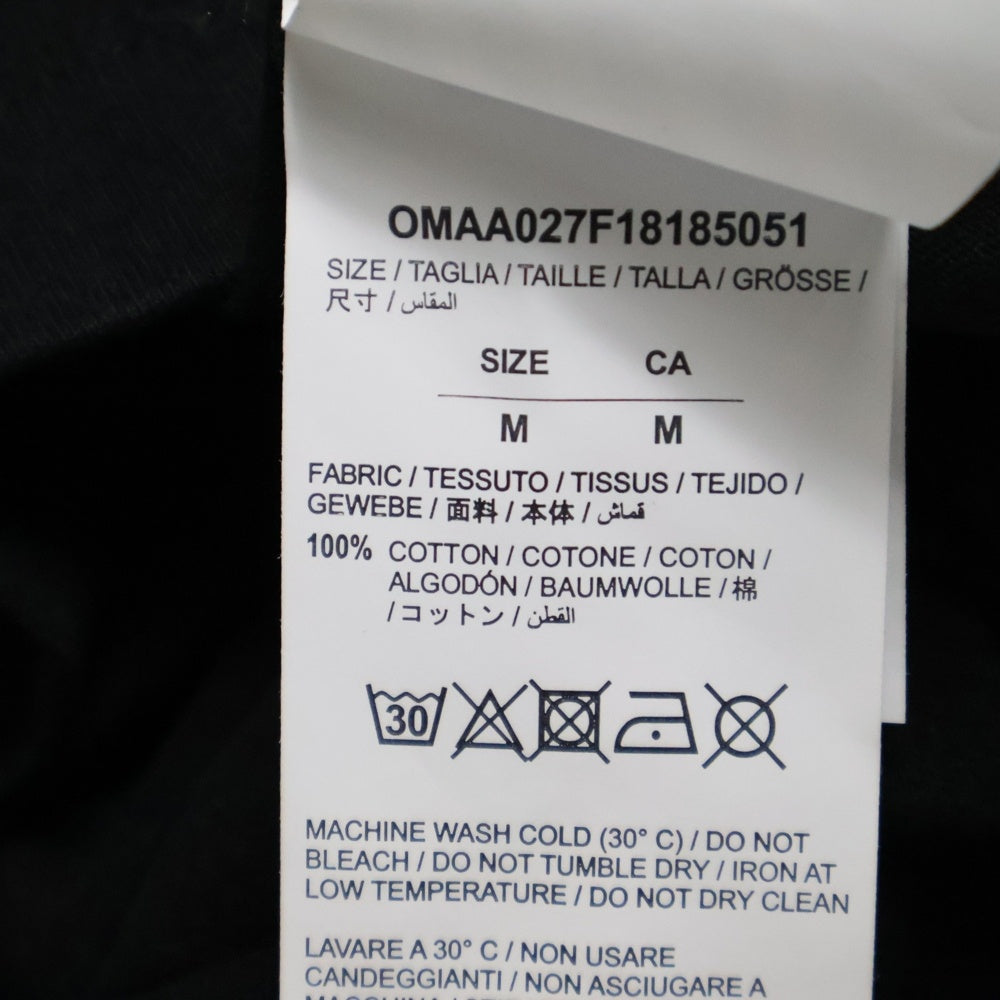 OMAA027F18185051
SIZE / TAGLIA / TAILLE / TALLA / GRÖSSE /
尺寸 / المقاس
SIZE CA
M M
FABRIC / TESSUTO / TISSUS / TEJIDO /
GEWEBE / 面料 / 本体 / قماش
100% COTTON / COTONE / COTON /
ALGODÓN / BAUMWOLLE / 棉
/ コットン / القطن
30
MACHINE WASH COLD (30° C) / DO NOT
BLEACH / DO NOT TUMBLE DRY / IRON AT
LOW TEMPERATURE / DO NOT DRY CLEAN
LAVARE A 30° C / NON USARE
CANDEGGIANTI / NON ASCIUGARE A